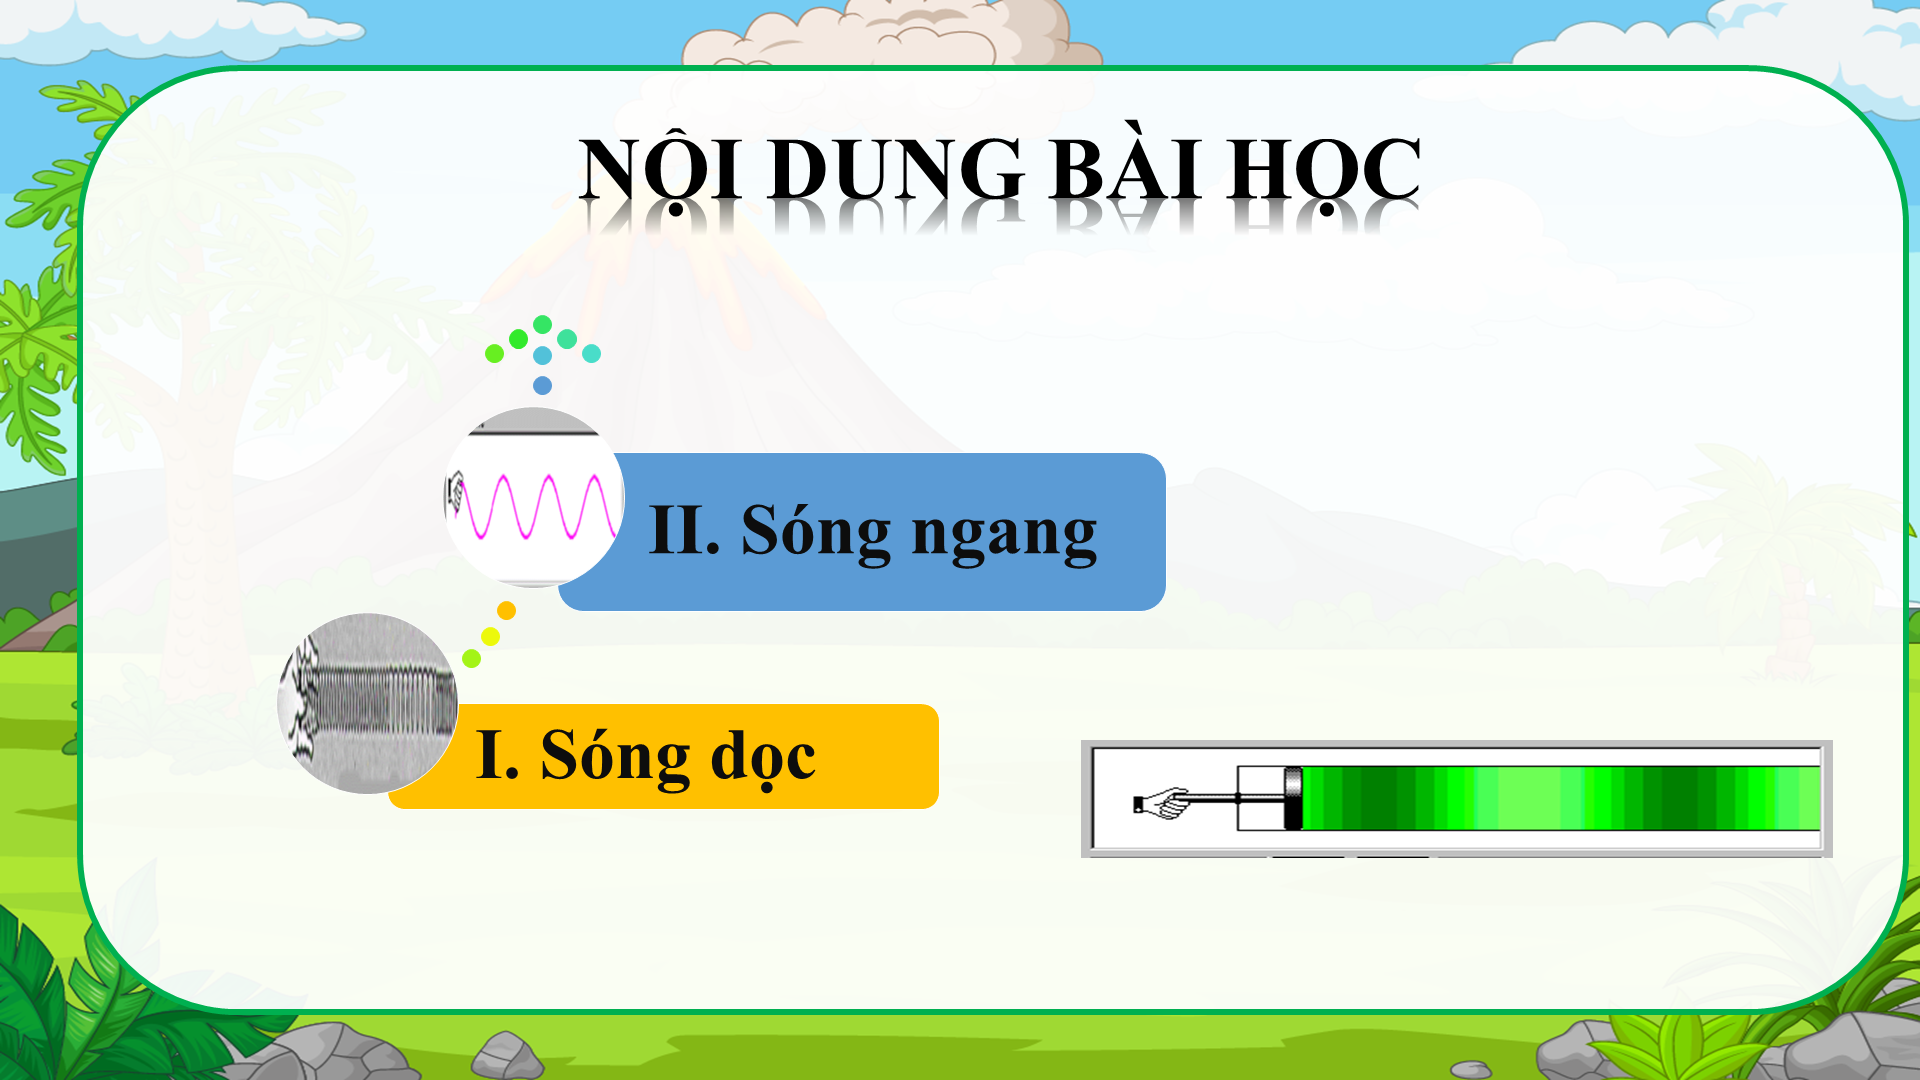 NỘI DUNG BÀI HỌC
II. Sóng ngang
I. Sóng dọc